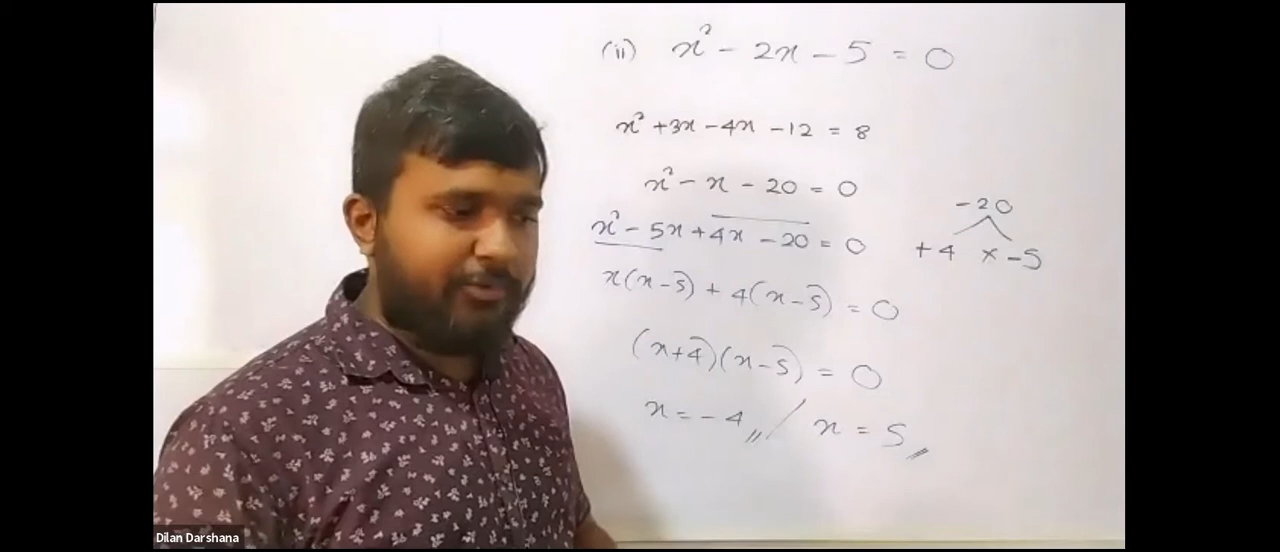 (ii) x² - 2x - 5 = 0
x² + 3x - 4x - 12 = 8
x² - x - 20 = 0
x² - 5x + 4x - 20 = 0
x(x-5) + 4(x-5) = 0
(x+4)(x-5) = 0
x = -4 ,, / x = 5 ,,
-20
+4 x -5
Dilan Darshana